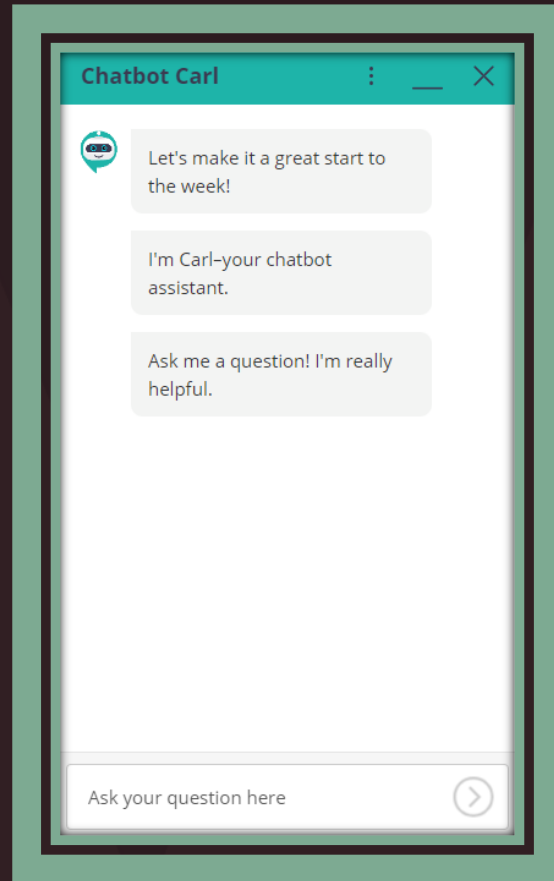 Chatbot Carl
Let's make it a great start to
the week!
I'm Carl–your chatbot
assistant.
Ask me a question! I'm really
helpful.
Ask your question here